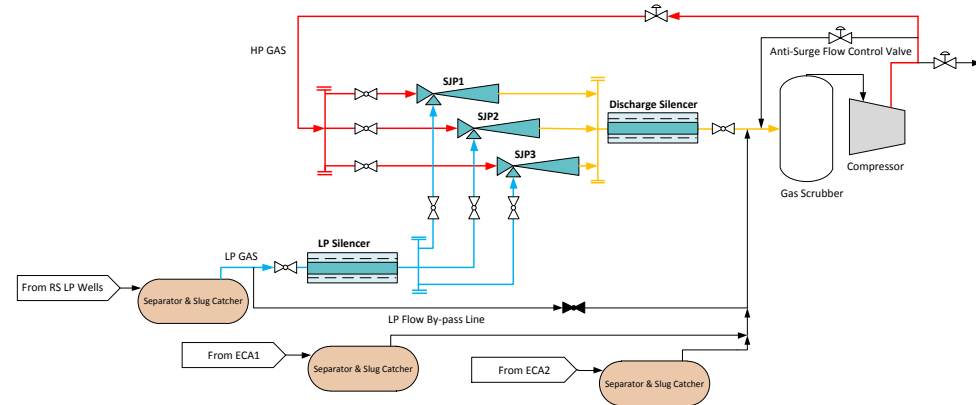 HP GAS
Anti-Surge Flow Control Valve
SJP1
SJP2
SJP3
Discharge Silencer
Compressor
Gas Scrubber
LP Silencer
LP GAS
From RS LP Wells
Separator & Slug Catcher
LP Flow By-pass Line
From ECA1
Separator & Slug Catcher
From ECA2
Separator & Slug Catcher